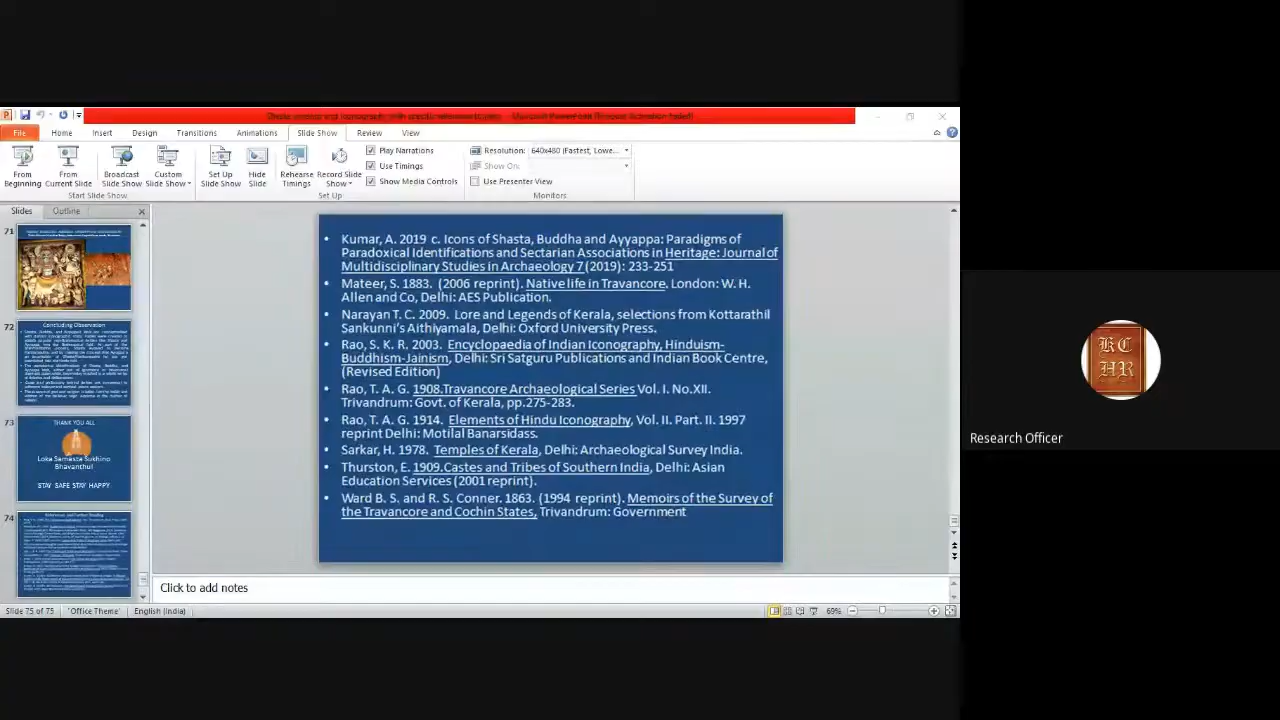 File
Home
Insert
Design
Transitions
Animations
Slide Show
Review
View
From Beginning
From Current Slide
Broadcast Slide Show
Custom Slide Show
Set Up Slide Show
Hide Slide
Rehearse Timings
Record Slide Show
Play Narrations
Use Timings
Show Media Controls
Resolution: 640x480 (Fastest, Lowe...
Show On:
Use Presenter View
Start Slide Show
Set Up
Monitors
Slides
Outline
71
72
Concluding Observation
73
THANK YOU ALL
Loka Samasta Sukhino
Bhavanthu!
STAY SAFE STAY HAPPY
74
• Kumar, A. 2019 c. Icons of Shasta, Buddha and Ayyappa: Paradigms of
Paradoxical Identifications and Sectarian Associations in Heritage: Journal of
Multidisciplinary Studies in Archaeology 7 (2019): 233-251
• Mateer, S. 1883. (2006 reprint). Native life in Travancore. London: W. H.
Allen and Co, Delhi: AES Publication.
• Narayan T. C. 2009. Lore and Legends of Kerala, selections from Kottarathil
Sankunni's Aithiyamala, Delhi: Oxford University Press.
• Rao, S. K. R. 2003. Encyclopaedia of Indian Iconography, Hinduism-
Buddhism-Jainism, Delhi: Sri Satguru Publications and Indian Book Centre,
(Revised Edition)
• Rao, T. A. G. 1908.Travancore Archaeological Series Vol. I. No.XII.
Trivandrum: Govt. of Kerala, pp.275-283.
• Rao, T. A. G. 1914. Elements of Hindu Iconography, Vol. II. Part. II. 1997
reprint Delhi: Motilal Banarsidass.
• Sarkar, H. 1978. Temples of Kerala, Delhi: Archaeological Survey India.
• Thurston, E. 1909.Castes and Tribes of Southern India, Delhi: Asian
Education Services (2001 reprint).
• Ward B. S. and R. S. Conner. 1863. (1994 reprint). Memoirs of the Survey of
the Travancore and Cochin States, Trivandrum: Government
Click to add notes
Slide 75 of 75
"Office Theme"
English (India)
69%
KC
HR
Research Officer